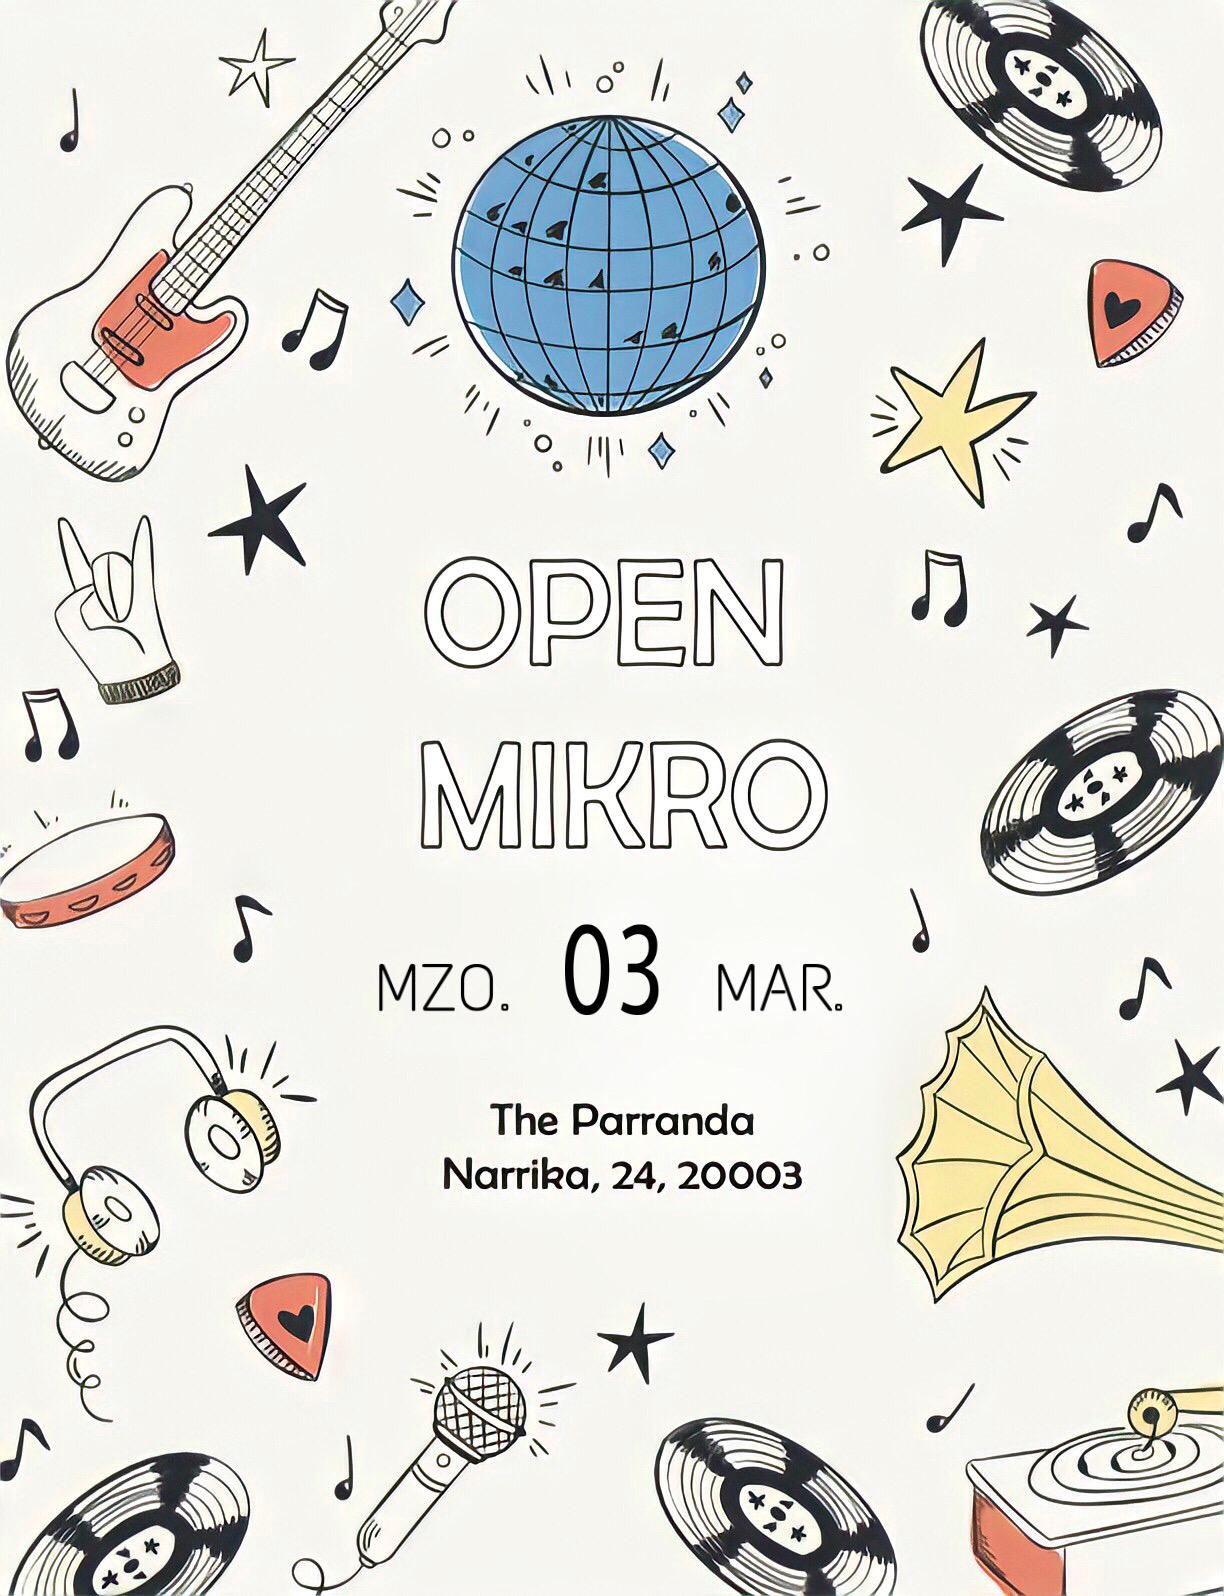 OPEN
MIKRO
MZO. 03 MAR.
The Parranda
Narrika, 24, 20003